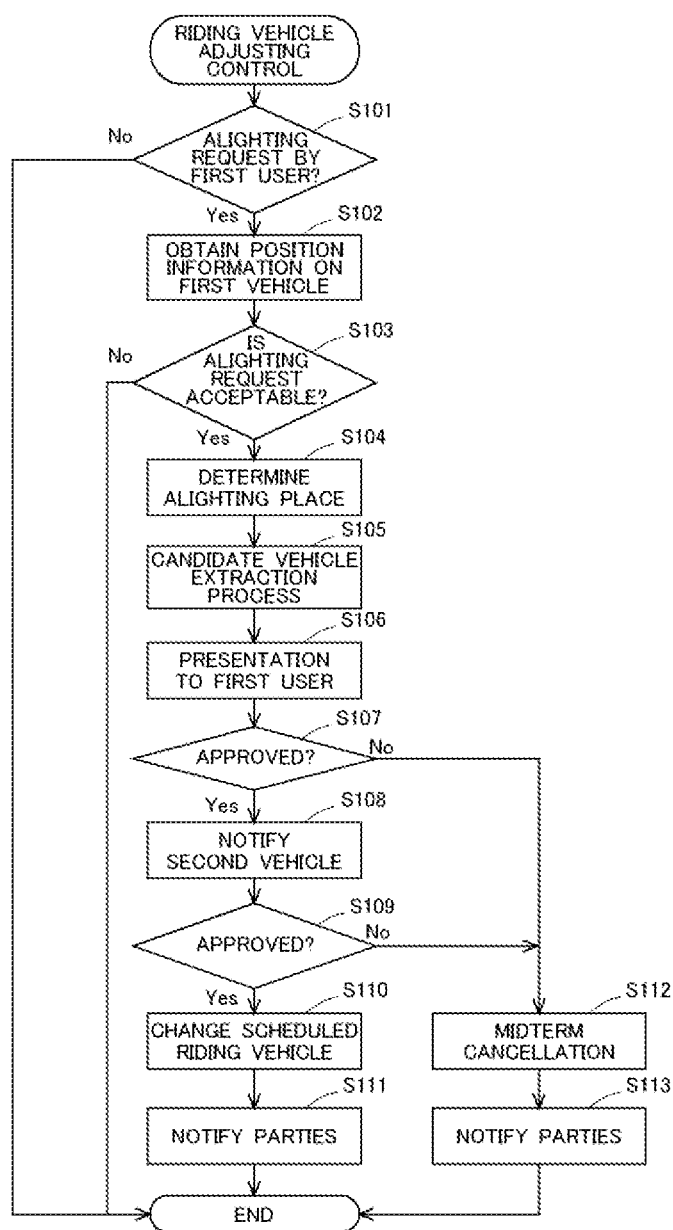 RIDING VEHICLE
ADJUSTING
CONTROL
S101
No
ALIGHTING
REQUEST BY
FIRST USER?
Yes
S102
OBTAIN POSITION
INFORMATION ON
FIRST VEHICLE
S103
No
IS
ALIGHTING
REQUEST
ACCEPTABLE?
Yes
S104
DETERMINE
ALIGHTING PLACE
S105
CANDIDATE VEHICLE
EXTRACTION
PROCESS
S106
PRESENTATION
TO FIRST USER
S107
APPROVED?
No
Yes
S108
NOTIFY
SECOND VEHICLE
S109
APPROVED?
No
Yes
S110
CHANGE SCHEDULED
RIDING VEHICLE
S112
MIDTERM
CANCELLATION
S111
NOTIFY PARTIES
S113
NOTIFY PARTIES
END